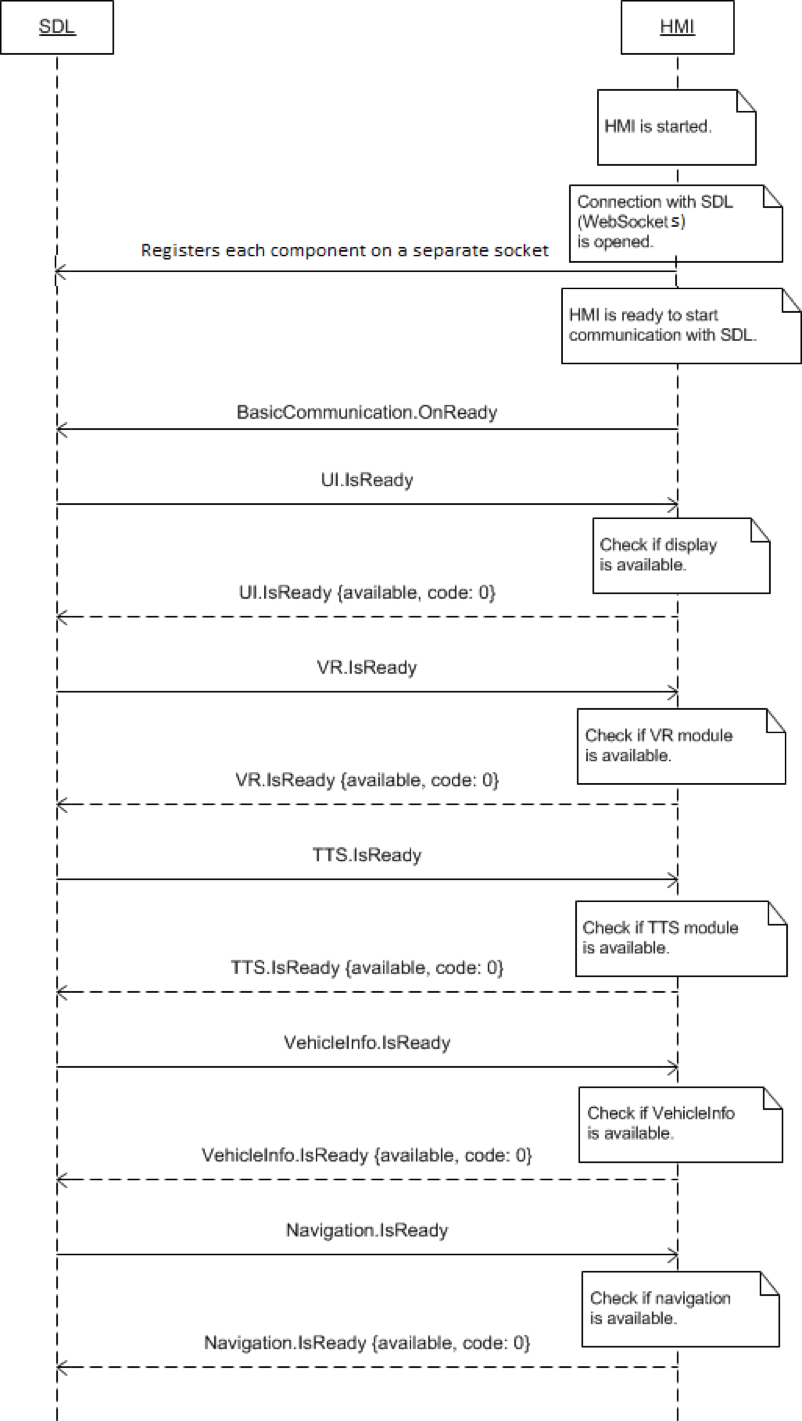 SDL
HMI
HMI is started.
Connection with SDL
(WebSockets)
is opened.
Registers each component on a separate socket
HMI is ready to start
communication with SDL.
BasicCommunication.OnReady
UI.IsReady
Check if display
is available.
UI.IsReady {available, code: 0}
VR.IsReady
Check if VR module
is available.
VR.IsReady {available, code: 0}
TTS.IsReady
Check if TTS module
is available.
TTS.IsReady {available, code: 0}
VehicleInfo.IsReady
Check if VehicleInfo
is available.
VehicleInfo.IsReady {available, code: 0}
Navigation.IsReady
Check if navigation
is available.
Navigation.IsReady {available, code: 0}